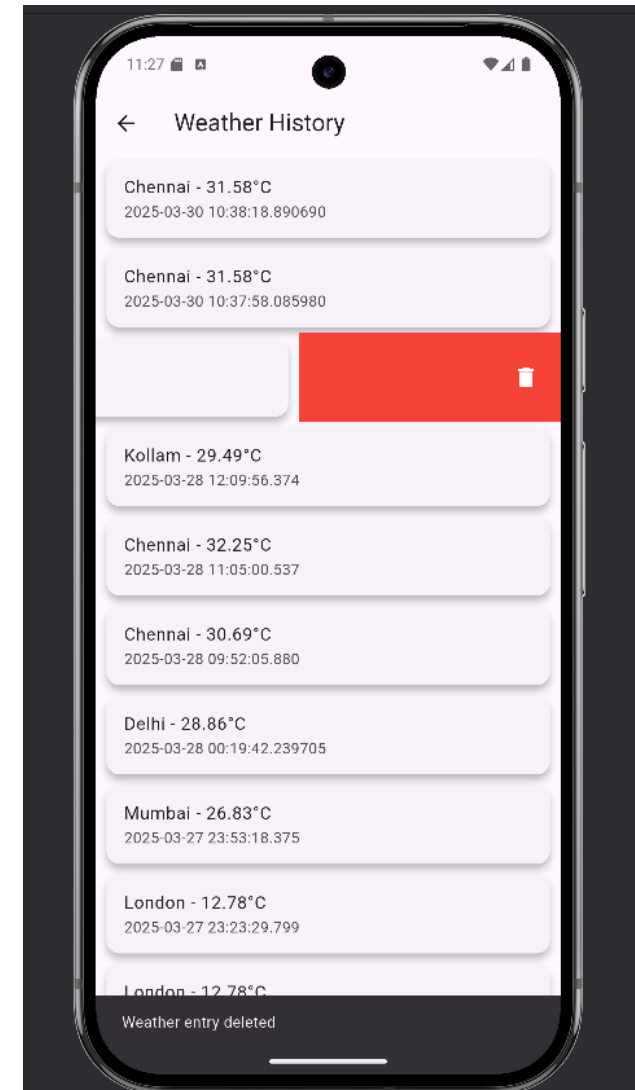 11:27
Weather History
Chennai - 31.58°C
2025-03-30 10:38:18.890690
Chennai - 31.58°C
2025-03-30 10:37:58.085980
Kollam - 29.49°C
2025-03-28 12:09:56.374
Chennai - 32.25°C
2025-03-28 11:05:00.537
Chennai - 30.69°C
2025-03-28 09:52:05.880
Delhi - 28.86°C
2025-03-28 00:19:42.239705
Mumbai - 26.83°C
2025-03-27 23:53:18.375
London - 12.78°C
2025-03-27 23:23:29.799
London - 12.78°C
Weather entry deleted